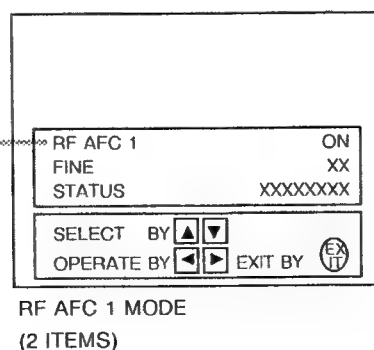 RF AFC 1 ON
FINE XX
STATUS XXXXXXXX
SELECT BY ▲ ▼
OPERATE BY ◄ ► EXIT BY EXIT
RF AFC 1 MODE
(2 ITEMS)